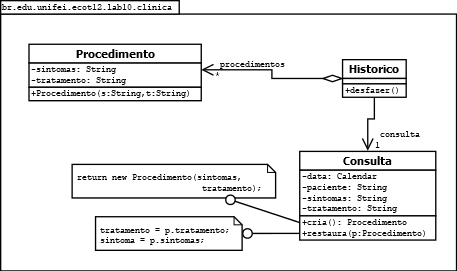 br.edu.unifei.ecot12.lab10.clinica
Procedimento
-sintomas: String
-tratamento: String
+Procedimento(s:String,t:String)
procedimentos
*
Historico
+desfazer()
consulta
1
Consulta
-data: Calendar
-paciente: String
-sintomas: String
-tratamento: String
+cria(): Procedimento
+restaura(p:Procedimento)
return new Procedimento(sintomas,
tratamento);
tratamento = p.tratamento;
sintoma = p.sintomas;